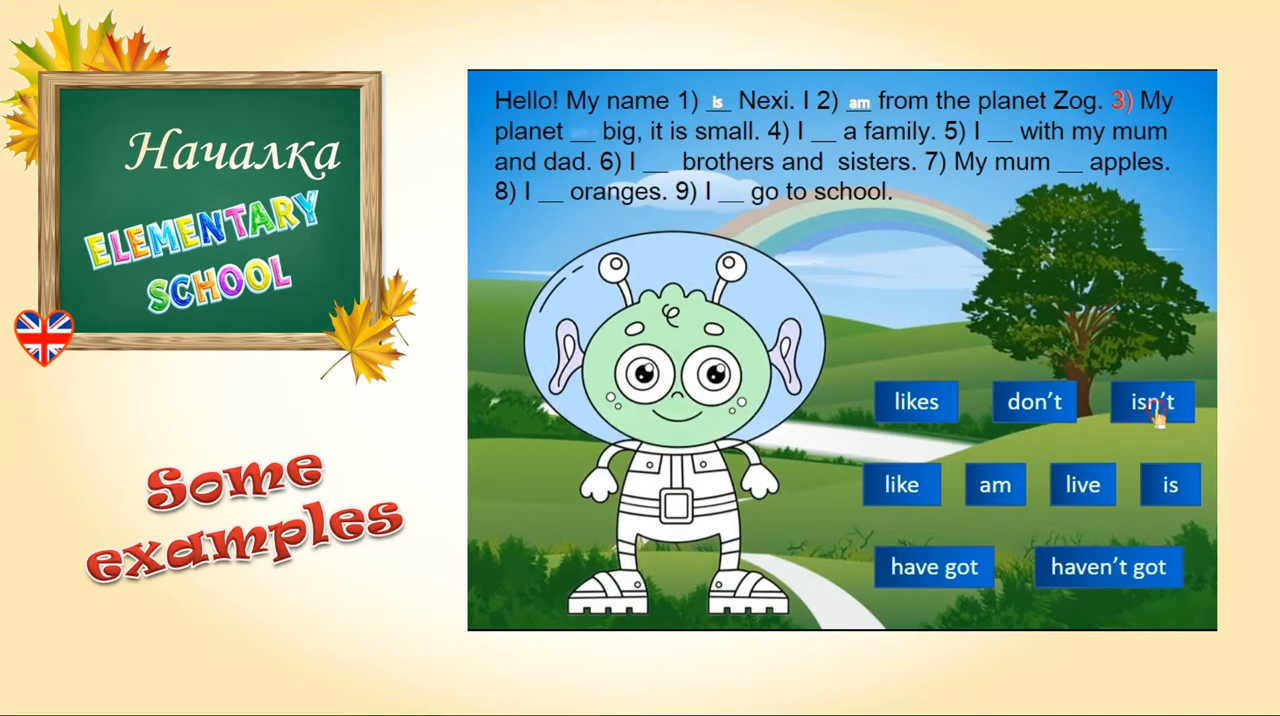 Началка
ELEMENTARY
SCHOOL
Some
examples
Hello! My name 1) is Nexi. I 2) am from the planet Zog. 3) My
planet __ big, it is small. 4) I __ a family. 5) I __ with my mum
and dad. 6) I __ brothers and sisters. 7) My mum __ apples.
8) I __ oranges. 9) I __ go to school.
likes don't isn't
like am live is
have got haven't got